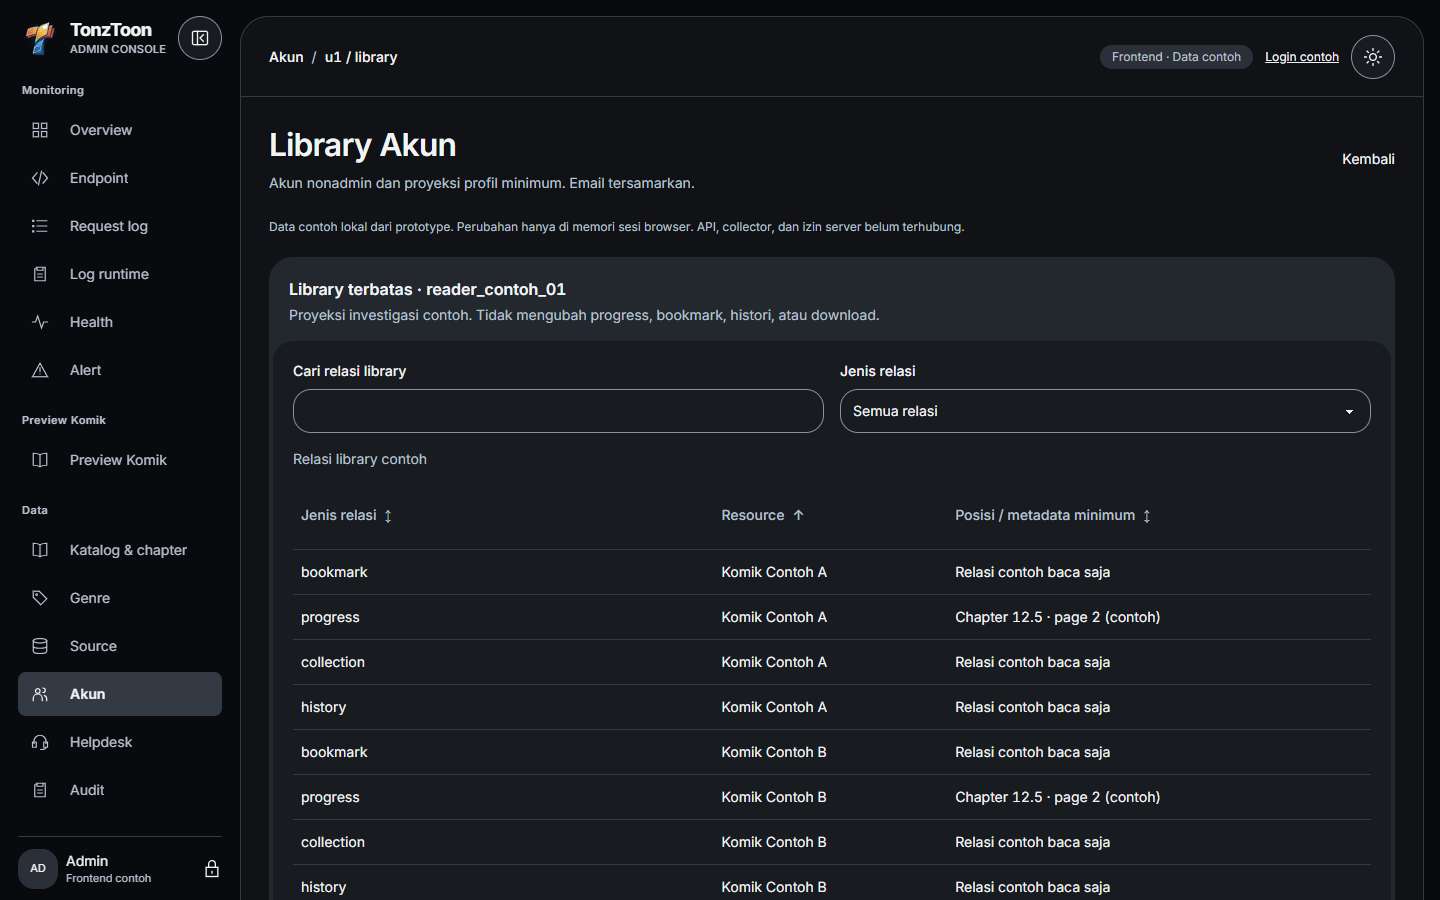 TonzToon
ADMIN CONSOLE
Monitoring
Overview
Endpoint
Request log
Log runtime
Health
Alert
Preview Komik
Preview Komik
Data
Katalog & chapter
Genre
Source
Akun
Helpdesk
Audit
AD
Admin
Frontend contoh
Akun / u1 / library
Frontend · Data contoh
Login contoh
Library Akun
Kembali
Akun nonadmin dan proyeksi profil minimum. Email tersamarkan.
Data contoh lokal dari prototype. Perubahan hanya di memori sesi browser. API, collector, dan izin server belum terhubung.
Library terbatas · reader_contoh_01
Proyeksi investigasi contoh. Tidak mengubah progress, bookmark, histori, atau download.
Cari relasi library
Jenis relasi
Semua relasi
Relasi library contoh
Jenis relasi Resource Posisi / metadata minimum
bookmark Komik Contoh A Relasi contoh baca saja
progress Komik Contoh A Chapter 12.5 · page 2 (contoh)
collection Komik Contoh A Relasi contoh baca saja
history Komik Contoh A Relasi contoh baca saja
bookmark Komik Contoh B Relasi contoh baca saja
progress Komik Contoh B Chapter 12.5 · page 2 (contoh)
collection Komik Contoh B Relasi contoh baca saja
history Komik Contoh B Relasi contoh baca saja